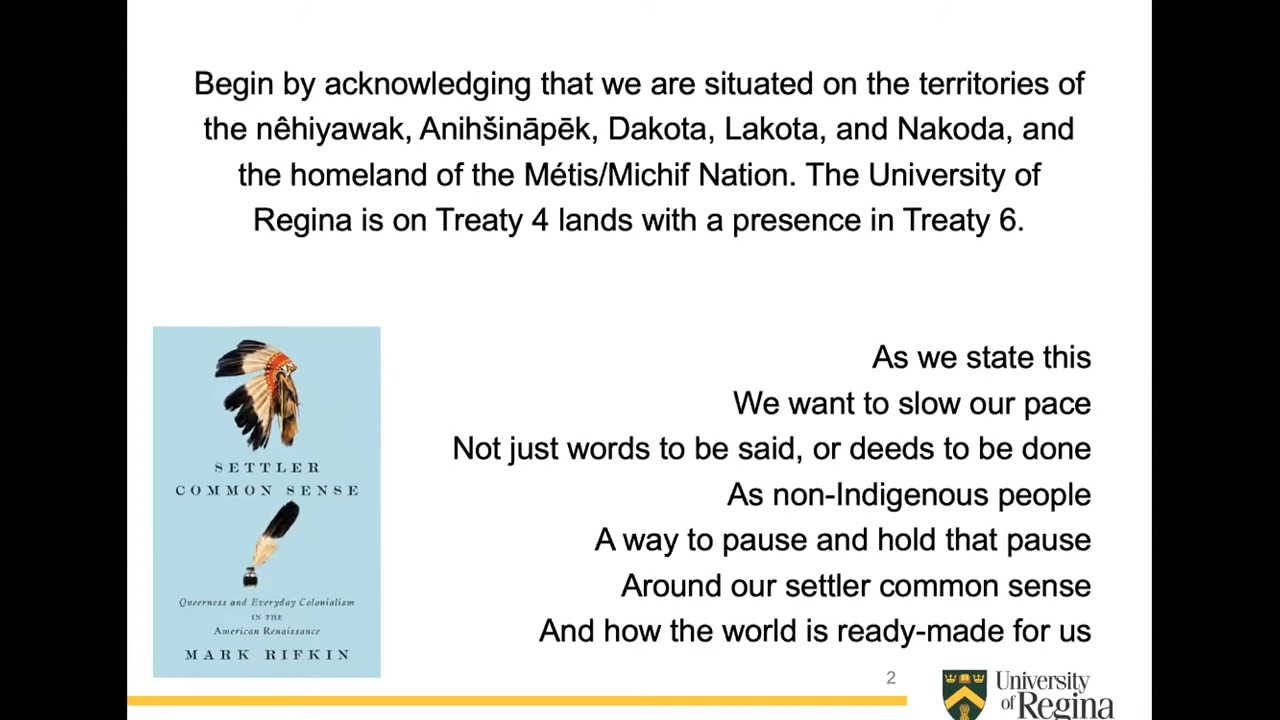 Begin by acknowledging that we are situated on the territories of
the nêhiyawak, Anihšināpēk, Dakota, Lakota, and Nakoda, and
the homeland of the Métis/Michif Nation. The University of
Regina is on Treaty 4 lands with a presence in Treaty 6.
SETTLER
COMMON SENSE
Queerness and Everyday Colonialism
IN THE
American Renaissance
MARK RIFKIN
As we state this
We want to slow our pace
Not just words to be said, or deeds to be done
As non-Indigenous people
A way to pause and hold that pause
Around our settler common sense
And how the world is ready-made for us
2
University
of Regina